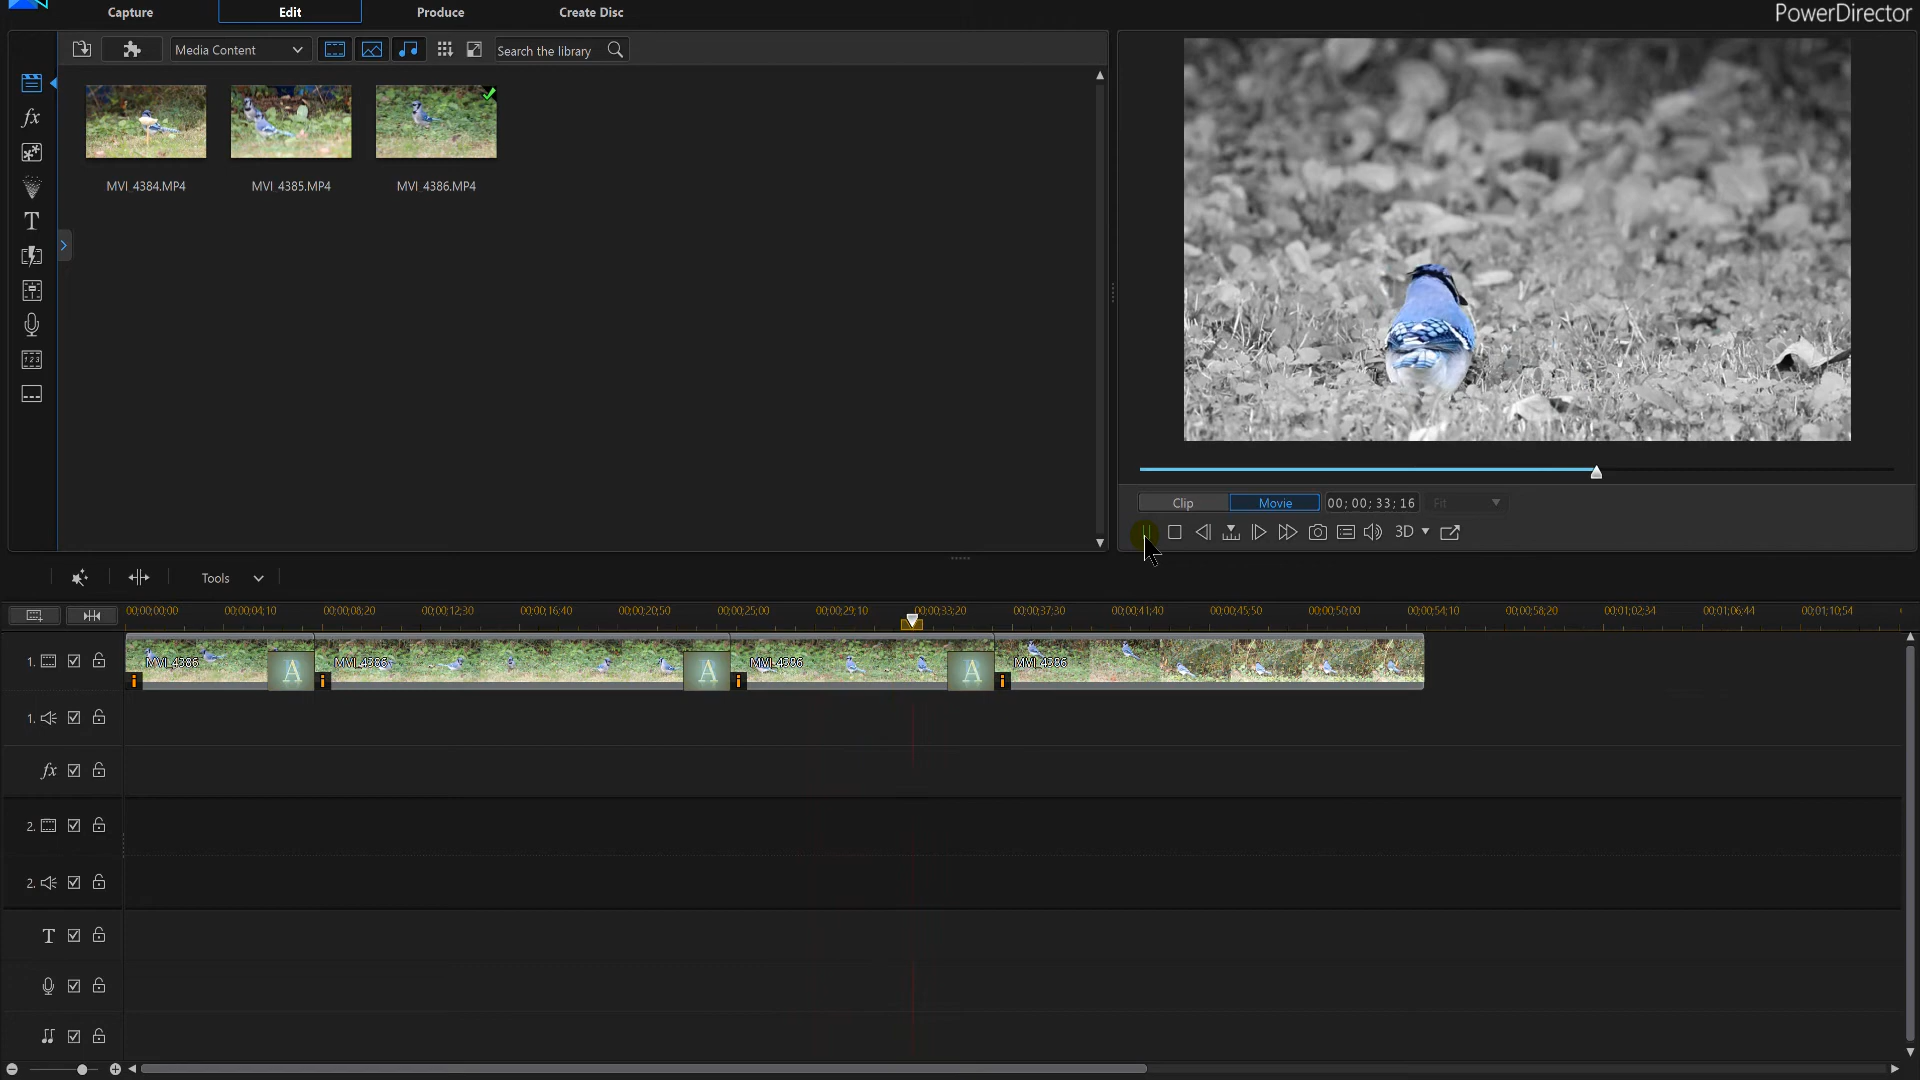 Capture Edit Produce Create Disc PowerDirector
Media Content Search the library
fx
T
MVI_4384.MP4 MVI_4385.MP4 MVI_4386.MP4
1 2 3
Clip Movie 00; 00; 33; 16 Fit
3D
Tools
00;00;00;00 00;00;04;10 00;00;08;20 00;00;12;30 00;00;16;40 00;00;20;50 00;00;25;00 00;00;29;10 00;00;33;20 00;00;37;30 00;00;41;40 00;00;45;50 00;00;50;00 00;00;54;10 00;00;58;20 00;01;02;34 00;01;06;44 00;01;10;54
1. MVI_4386 A MVI_4386 A MVI_4386 A MVI_4386
i i i i
1.
fx
2.
2.
T